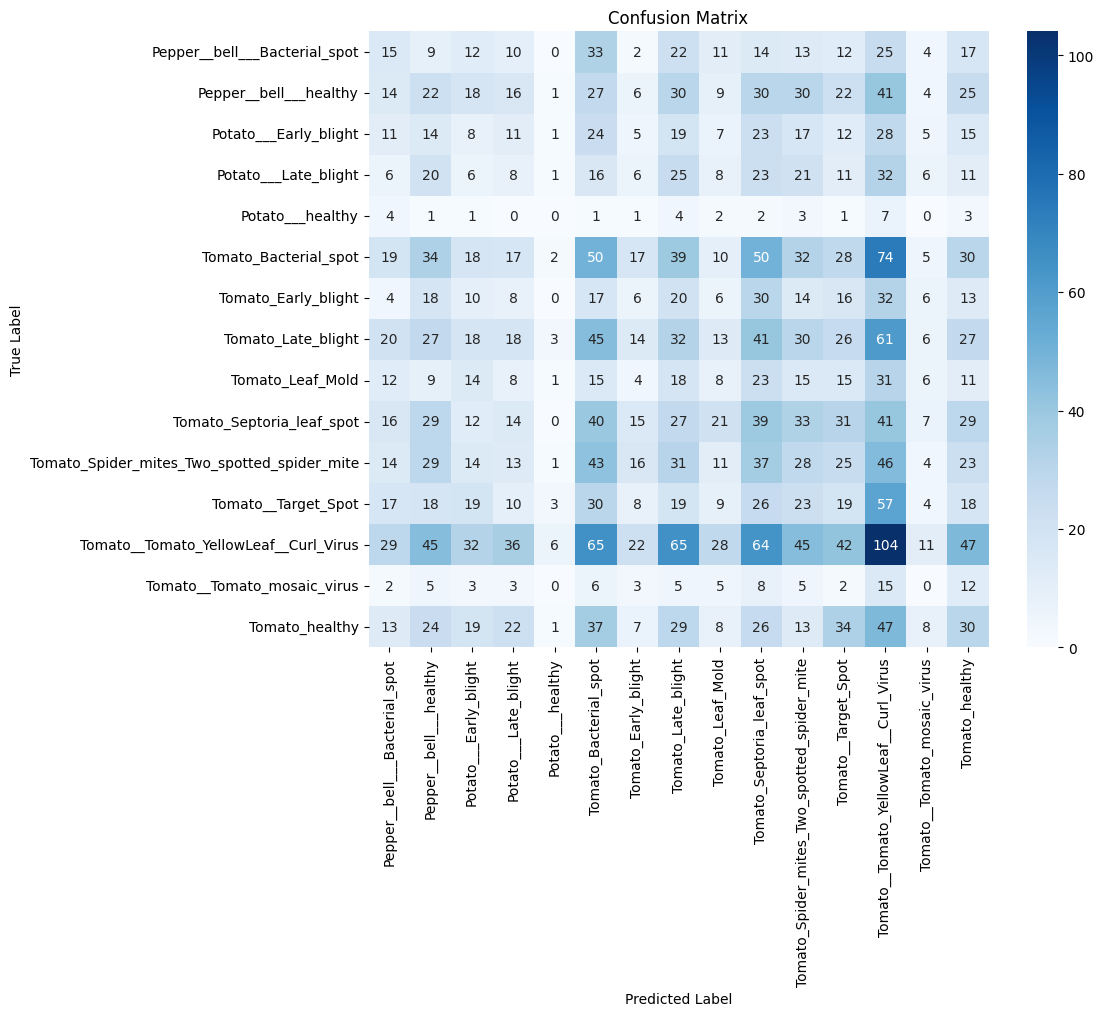 Confusion Matrix
Pepper__bell___Bacterial_spot 15 9 12 10 0 33 2 22 11 14 13 12 25 4 17
Pepper__bell___healthy 14 22 18 16 1 27 6 30 9 30 30 22 41 4 25
Potato___Early_blight 11 14 8 11 1 24 5 19 7 23 17 12 28 5 15
Potato___Late_blight 6 20 6 8 1 16 6 25 8 23 21 11 32 6 11
Potato___healthy 4 1 1 0 0 1 1 4 2 2 3 1 7 0 3
Tomato_Bacterial_spot 19 34 18 17 2 50 17 39 10 50 32 28 74 5 30
Tomato_Early_blight 4 18 10 8 0 17 6 20 6 30 14 16 32 6 13
Tomato_Late_blight 20 27 18 18 3 45 14 32 13 41 30 26 61 6 27
Tomato_Leaf_Mold 12 9 14 8 1 15 4 18 8 23 15 15 31 6 11
Tomato_Septoria_leaf_spot 16 29 12 14 0 40 15 27 21 39 33 31 41 7 29
Tomato_Spider_mites_Two_spotted_spider_mite 14 29 14 13 1 43 16 31 11 37 28 25 46 4 23
Tomato__Target_Spot 17 18 19 10 3 30 8 19 9 26 23 19 57 4 18
Tomato__Tomato_YellowLeaf__Curl_Virus 29 45 32 36 6 65 22 65 28 64 45 42 104 11 47
Tomato__Tomato_mosaic_virus 2 5 3 3 0 6 3 5 5 8 5 2 15 0 12
Tomato_healthy 13 24 19 22 1 37 7 29 8 26 13 34 47 8 30
True Label
Pepper__bell___Bacterial_spot
Pepper__bell___healthy
Potato___Early_blight
Potato___Late_blight
Potato___healthy
Tomato_Bacterial_spot
Tomato_Early_blight
Tomato_Late_blight
Tomato_Leaf_Mold
Tomato_Septoria_leaf_spot
Tomato_Spider_mites_Two_spotted_spider_mite
Tomato__Target_Spot
Tomato__Tomato_YellowLeaf__Curl_Virus
Tomato__Tomato_mosaic_virus
Tomato_healthy
Predicted Label
100
80
60
40
20
0